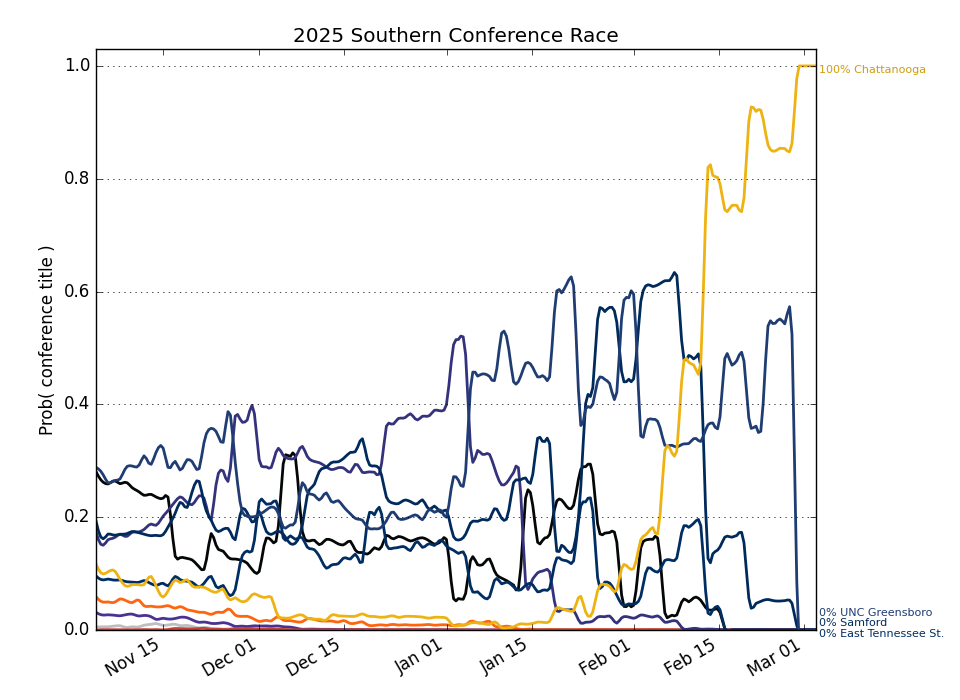 2025 Southern Conference Race
Prob( conference title )
1.0
0.8
0.6
0.4
0.2
0.0
100% Chattanooga
0% UNC Greensboro
0% Samford
0% East Tennessee St.
Nov 15
Dec 01
Dec 15
Jan 01
Jan 15
Feb 01
Feb 15
Mar 01